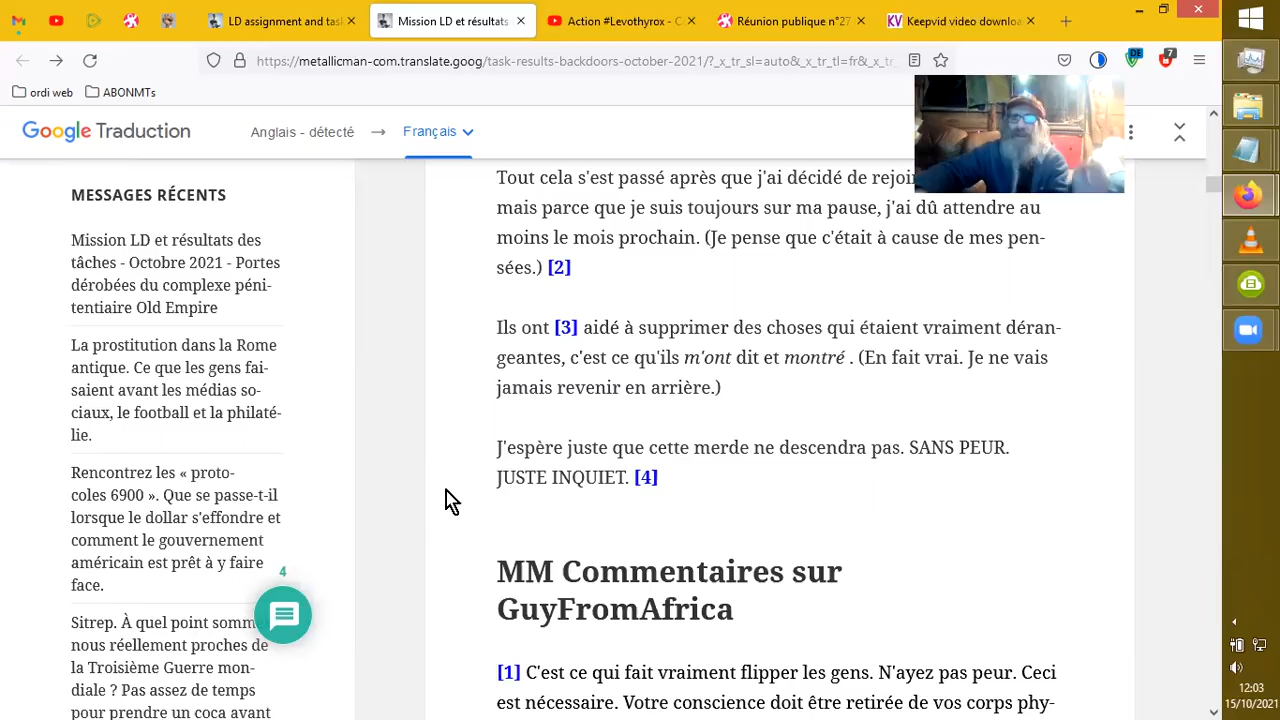 LD assignment and tas
Mission LD et résultats
Action #Levothyrox - C
Réunion publique n°27
Keepvid video downloa
https://metallicman-com.translate.goog/task-results-backdoors-october-2021/?_x_tr_sl=auto&_x_tr_tl=fr&_x_
DE
7
ordi web
ABONMTS
Google Traduction
Anglais - détecté
Français
MESSAGES RÉCENTS
Mission LD et résultats des
tâches - Octobre 2021 - Portes
dérobées du complexe péni-
tentiaire Old Empire
La prostitution dans la Rome
antique. Ce que les gens fai-
saient avant les médias so-
ciaux, le football et la philaté-
lie.
Rencontrez les « proto-
coles 6900 ». Que se passe-t-il
lorsque le dollar s'effondre et
comment le gouvernement
américain est prêt à y faire
face.
4
Sitrep. À quel point somm
nous réellement proches de
la Troisième Guerre mon-
diale ? Pas assez de temps
pour prendre un coca avant
Tout cela s'est passé après que j'ai décidé de rejoin
mais parce que je suis toujours sur ma pause, j'ai dû attendre au
moins le mois prochain. (Je pense que c'était à cause de mes pen-
sées.) [2]
Ils ont [3] aidé à supprimer des choses qui étaient vraiment déran-
geantes, c'est ce qu'ils m'ont dit et montré . (En fait vrai. Je ne vais
jamais revenir en arrière.)
J'espère juste que cette merde ne descendra pas. SANS PEUR.
JUSTE INQUIET. [4]
MM Commentaires sur
GuyFromAfrica
[1] C'est ce qui fait vraiment flipper les gens. N'ayez pas peur. Ceci
est nécessaire. Votre conscience doit être retirée de vos corps phy-
12:03
15/10/2021